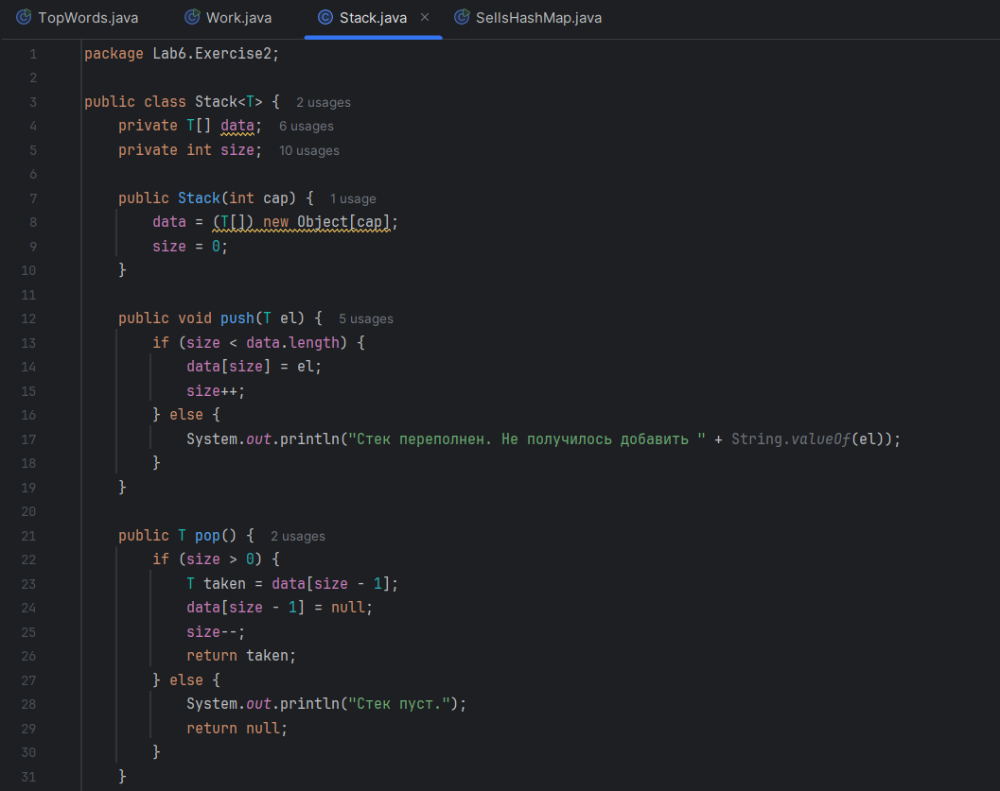 TopWords.java Work.java Stack.java × SellsHashMap.java
1 package Lab6.Exercise2;
2
3 public class Stack<T> { 2 usages
4 private T[] data; 6 usages
5 private int size; 10 usages
6
7 public Stack(int cap) { 1 usage
8 data = (T[]) new Object[cap];
9 size = 0;
10 }
11
12 public void push(T el) { 5 usages
13 if (size < data.length) {
14 data[size] = el;
15 size++;
16 } else {
17 System.out.println("Стек переполнен. Не получилось добавить " + String.valueOf(el));
18 }
19 }
20
21 public T pop() { 2 usages
22 if (size > 0) {
23 T taken = data[size - 1];
24 data[size - 1] = null;
25 size--;
26 return taken;
27 } else {
28 System.out.println("Стек пуст.");
29 return null;
30 }
31 }